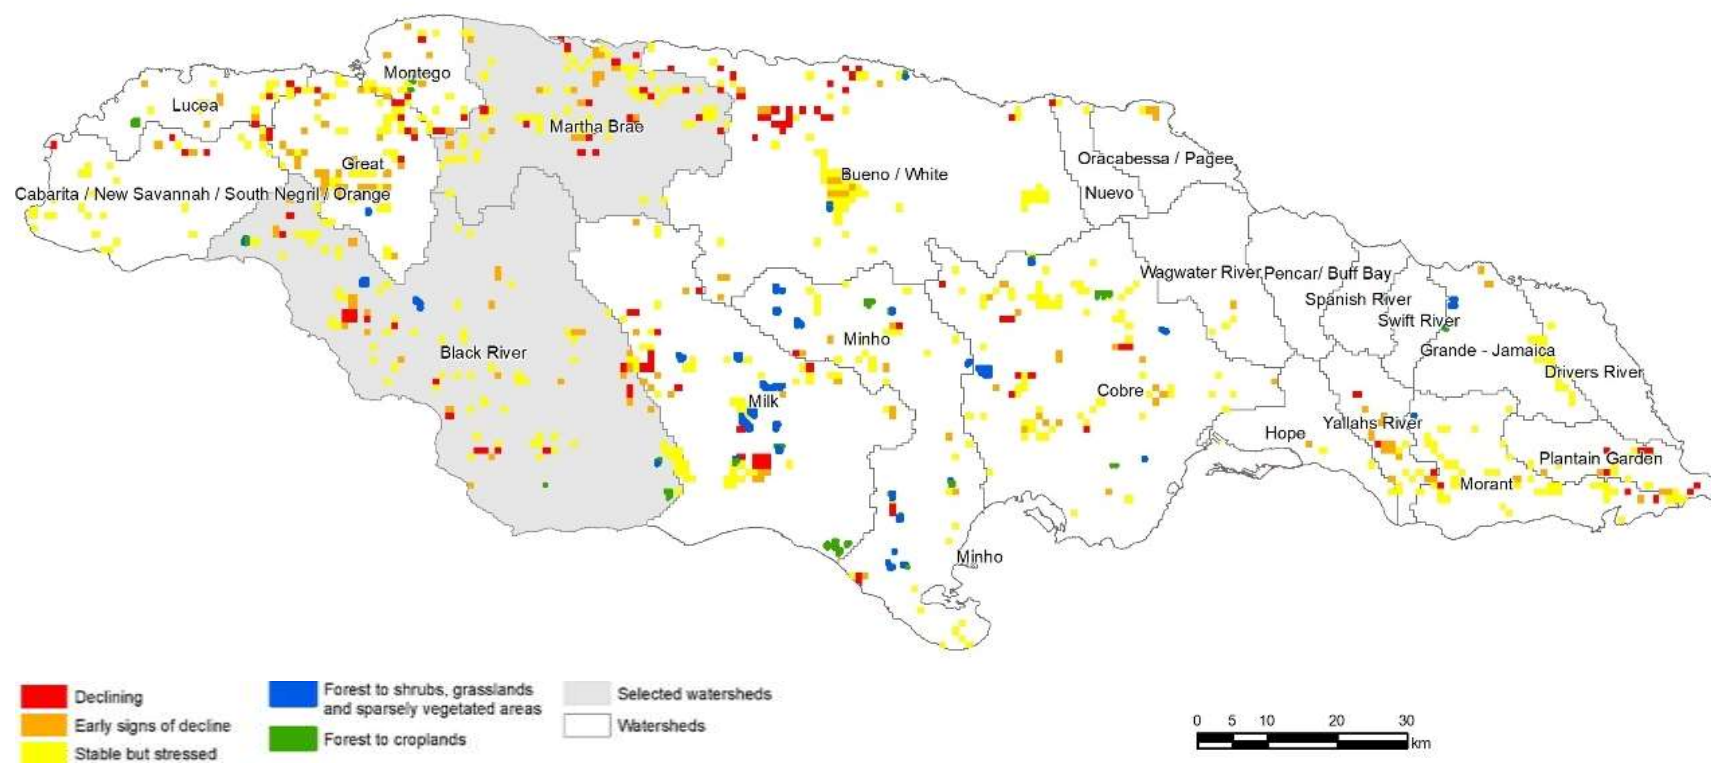 Montego
Lucea
Martha Brae
Great
Oracabessa / Pagee
Bueno / White
Nuevo
Cabarita / New Savannah / South Negril / Orange
Wagwater River
Pencar/ Buff Bay
Spanish River
Swift River
Minho
Black River
Grande - Jamaica
Drivers River
Cobre
Milk
Yallahs River
Hope
Plantain Garden
Morant
Minho
Declining
Early signs of decline
Stable but stressed
Forest to shrubs, grasslands
and sparsely vegetated areas
Forest to croplands
Selected watersheds
Watersheds
0 5 10 20 30
km